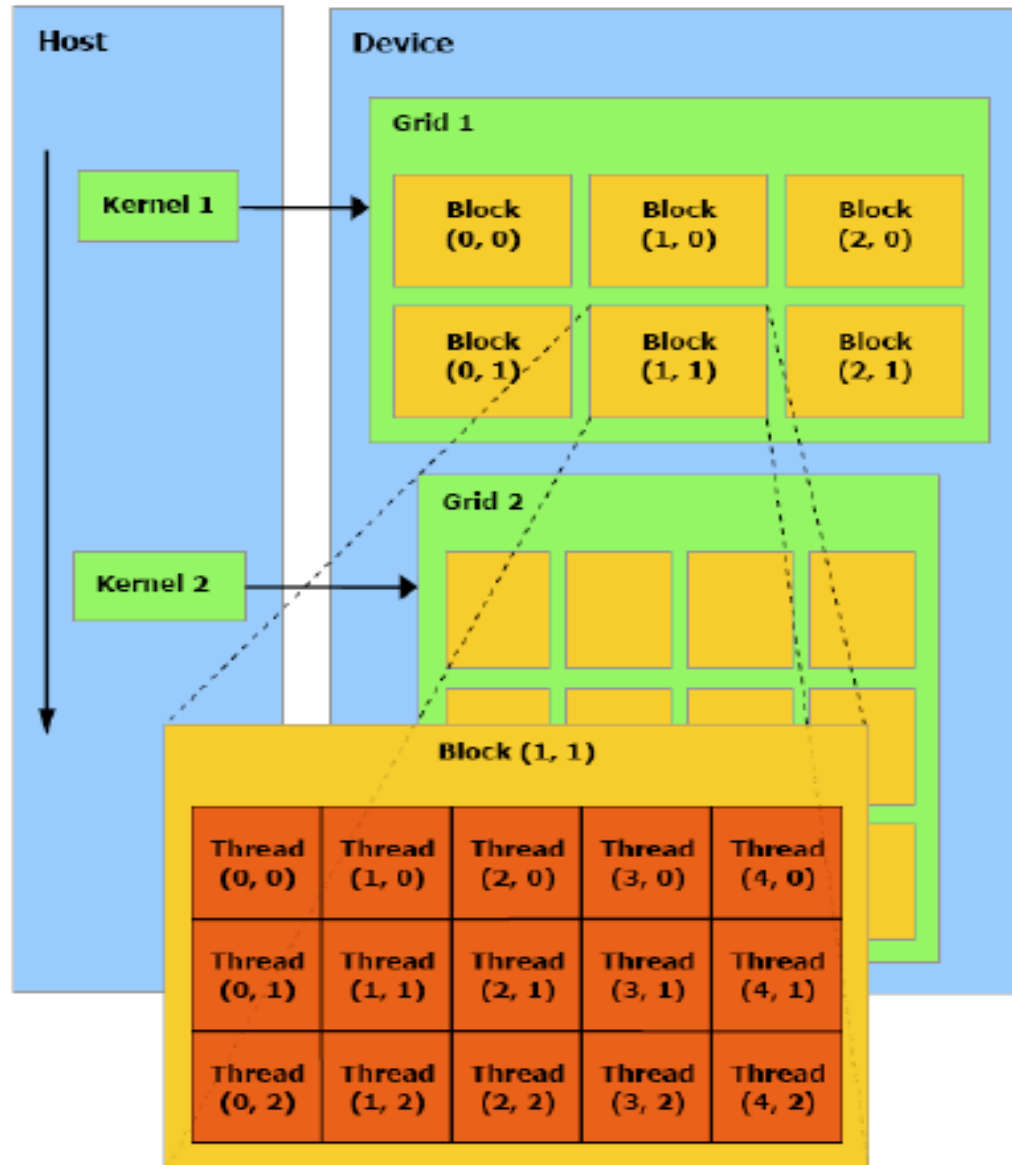 Host
Device
Grid 1
Kernel 1
Block
(0, 0)
Block
(1, 0)
Block
(2, 0)
Block
(0, 1)
Block
(1, 1)
Block
(2, 1)
Grid 2
Kernel 2
Block (1, 1)
Thread
(0, 0)
Thread
(1, 0)
Thread
(2, 0)
Thread
(3, 0)
Thread
(4, 0)
Thread
(0, 1)
Thread
(1, 1)
Thread
(2, 1)
Thread
(3, 1)
Thread
(4, 1)
Thread
(0, 2)
Thread
(1, 2)
Thread
(2, 2)
Thread
(3, 2)
Thread
(4, 2)